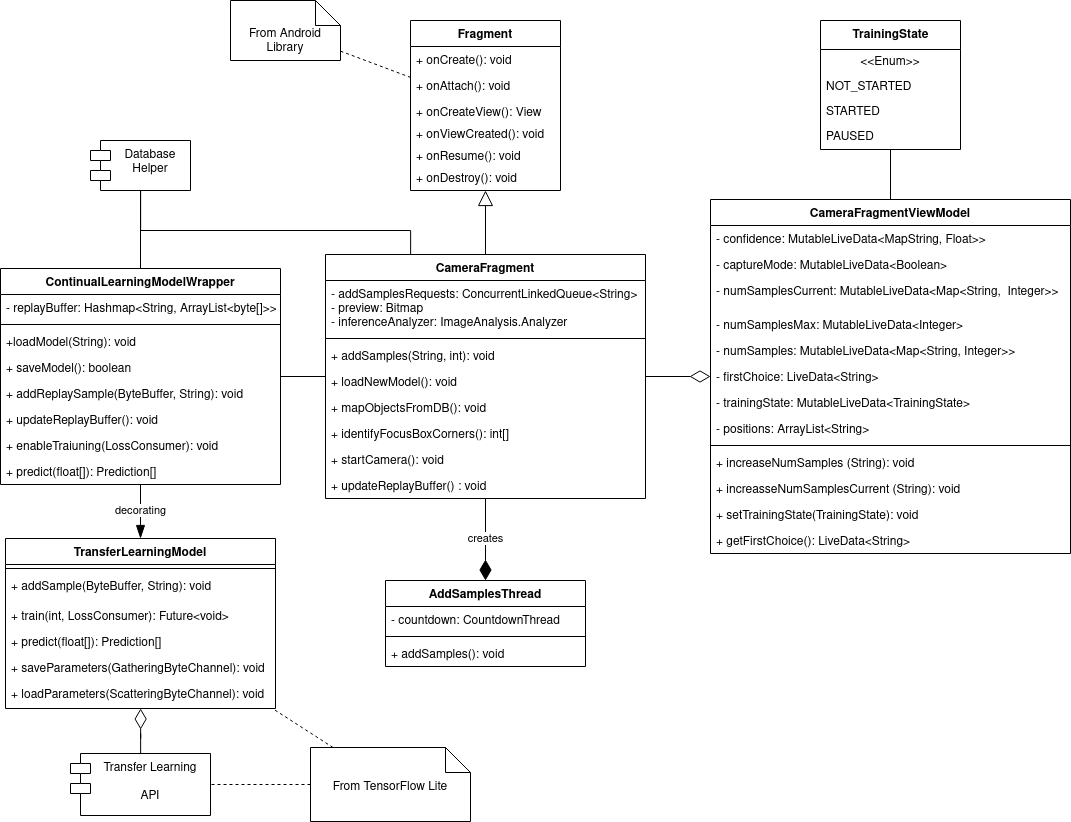 From Android
Library
Fragment
+ onCreate(): void
+ onAttach(): void
+ onCreateView(): View
+ onViewCreated(): void
+ onResume(): void
+ onDestroy(): void
TrainingState
<<Enum>>
NOT_STARTED
STARTED
PAUSED
Database
Helper
ContinualLearningModelWrapper
- replayBuffer: Hashmap<String, ArrayList<byte[]>>
+loadModel(String): void
+ saveModel(): boolean
+ addReplaySample(ByteBuffer, String): void
+ updateReplayBuffer(): void
+ enableTraiuning(LossConsumer): void
+ predict(float[]): Prediction[]
CameraFragment
- addSamplesRequests: ConcurrentLinkedQueue<String>
- preview: Bitmap
- inferenceAnalyzer: ImageAnalysis.Analyzer
+ addSamples(String, int): void
+ loadNewModel(): void
+ mapObjectsFromDB(): void
+ identifyFocusBoxCorners(): int[]
+ startCamera(): void
+ updateReplayBuffer() : void
CameraFragmentViewModel
- confidence: MutableLiveData<MapString, Float>>
- captureMode: MutableLiveData<Boolean>
- numSamplesCurrent: MutableLiveData<Map<String, Integer>>
- numSamplesMax: MutableLiveData<Integer>
- numSamples: MutableLiveData<Map<String, Integer>>
- firstChoice: LiveData<String>
- trainingState: MutableLiveData<TrainingState>
- positions: ArrayList<String>
+ increaseNumSamples (String): void
+ increasseNumSamplesCurrent (String): void
+ setTrainingState(TrainingState): void
+ getFirstChoice(): LiveData<String>
decorating
creates
TransferLearningModel
+ addSample(ByteBuffer, String): void
+ train(int, LossConsumer): Future<void>
+ predict(float[]): Prediction[]
+ saveParameters(GatheringByteChannel): void
+ loadParameters(ScatteringByteChannel): void
AddSamplesThread
- countdown: CountdownThread
+ addSamples(): void
Transfer Learning
API
From TensorFlow Lite